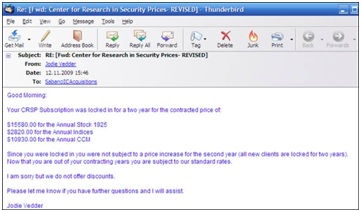 Re: [Fwd: Center for Research in Security Prices- REVISED] - Thunderbird
File Edit View Go Message Tools Help
Get Mail Write Address Book Reply Reply All Forward Tag Delete Junk Print Back Forwards
Subject: RE: [Fwd: Center for Research in Security Prices- REVISED]
From: Jodie Vedder
Date: 12.11.2009 15:46
To: SabanciICAcquisitions
Good Morning:
Your CRSP Subscription was locked in for a two year for the contracted price of:
$15580.00 for the Annual Stock 1925
$2820.00 for the Annual Indices
$10930.00 for the Annual CCM
Since you were locked in you were not subject to a price increase for the second year (all new clients are locked for two years).
Now that you are out of your contracting years you are subject to our standard rates.
I am sorry but we do not offer discounts.
Please let me know if you have further questions and I will assist.
Jodie Vedder